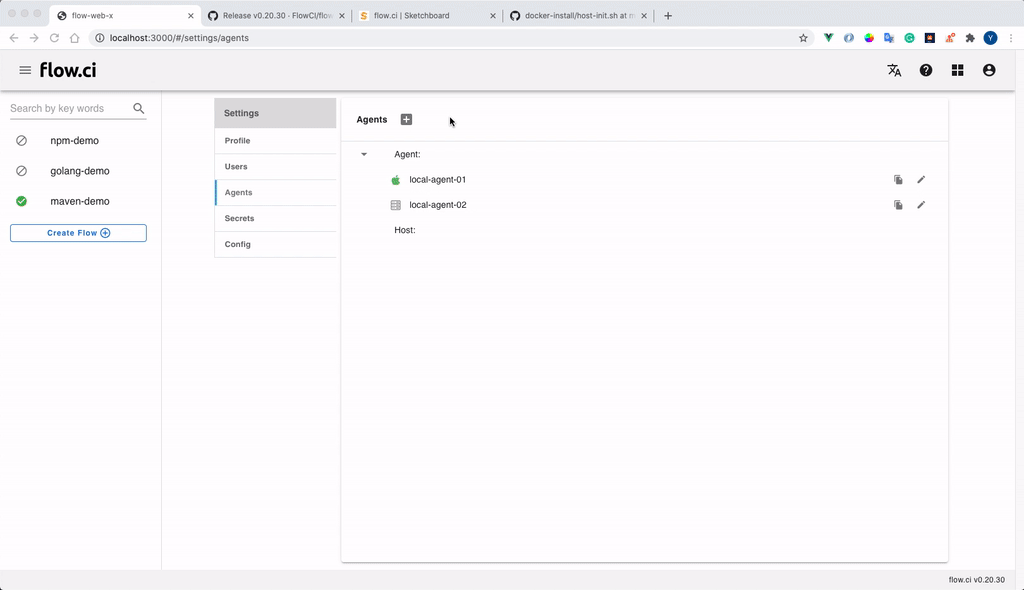 flow-web-x
Release v0.20.30 · FlowCI/flow
flow.ci | Sketchboard
docker-install/host-init.sh at m
localhost:3000/#/settings/agents
Y
flow.ci
Search by key words
npm-demo
golang-demo
maven-demo
Create Flow
Settings
Profile
Users
Agents
Secrets
Config
Agents
Agent:
local-agent-01
local-agent-02
Host:
flow.ci v0.20.30